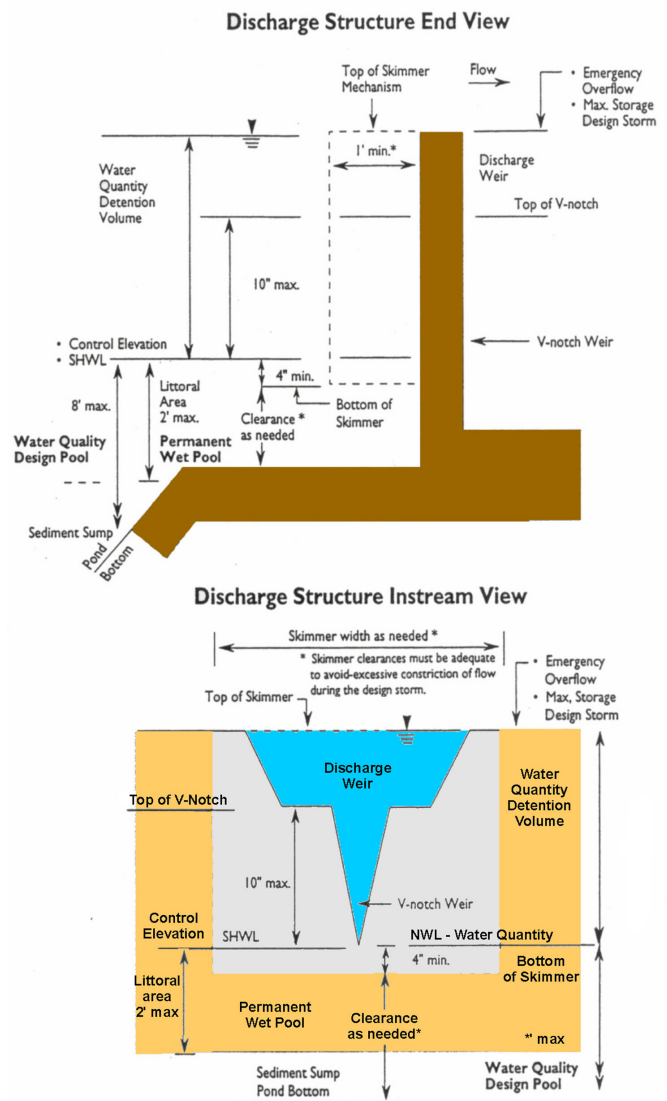 Discharge Structure End View
Top of Skimmer
Mechanism
Flow
• Emergency
Overflow
• Max. Storage
Design Storm
1' min.*
Discharge
Weir
Water
Quantity
Detention
Volume
Top of V-notch
10" max.
V-notch Weir
• Control Elevation
• SHWL
4" min.
8' max.
Littoral
Area
2' max.
Clearance *
as needed
Bottom of
Skimmer
Water Quality
Design Pool
Permanent
Wet Pool
Sediment Sump
Pond
Bottom
Discharge Structure Instream View
Skimmer width as needed *
* Skimmer clearances must be adequate
to avoid-excessive constriction of flow
during the design storm.
Top of Skimmer
• Emergency
Overflow
• Max, Storage
Design Storm
Discharge
Weir
Water
Quantity
Detention
Volume
Top of V-Notch
10" max.
V-notch Weir
Control
Elevation
SHWL
NWL - Water Quantity
4" min.
Bottom
of Skimmer
Littoral
area
2' max
Permanent
Wet Pool
Clearance
as needed*
*' max
Sediment Sump
Pond Bottom
Water Quality
Design Pool